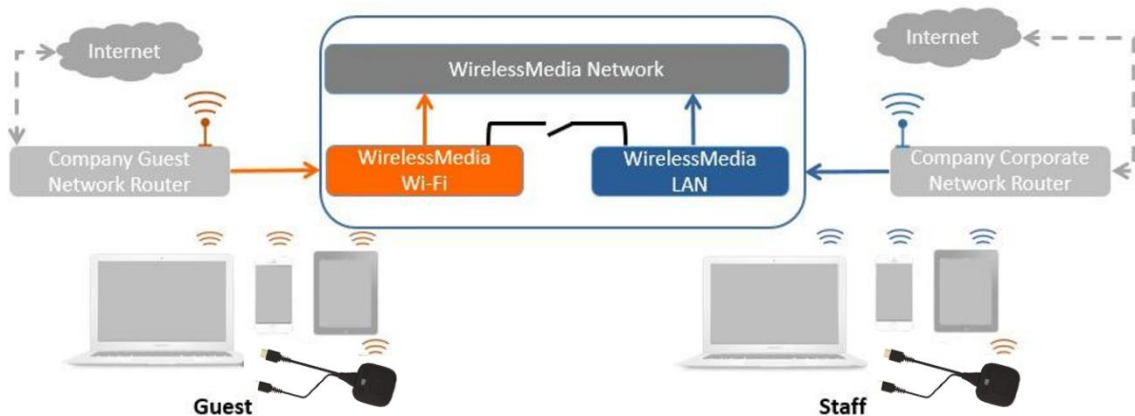 Internet
Internet
WirelessMedia Network
Company Guest
Network Router
WirelessMedia
Wi-Fi
WirelessMedia
LAN
Company Corporate
Network Router
Guest
Staff